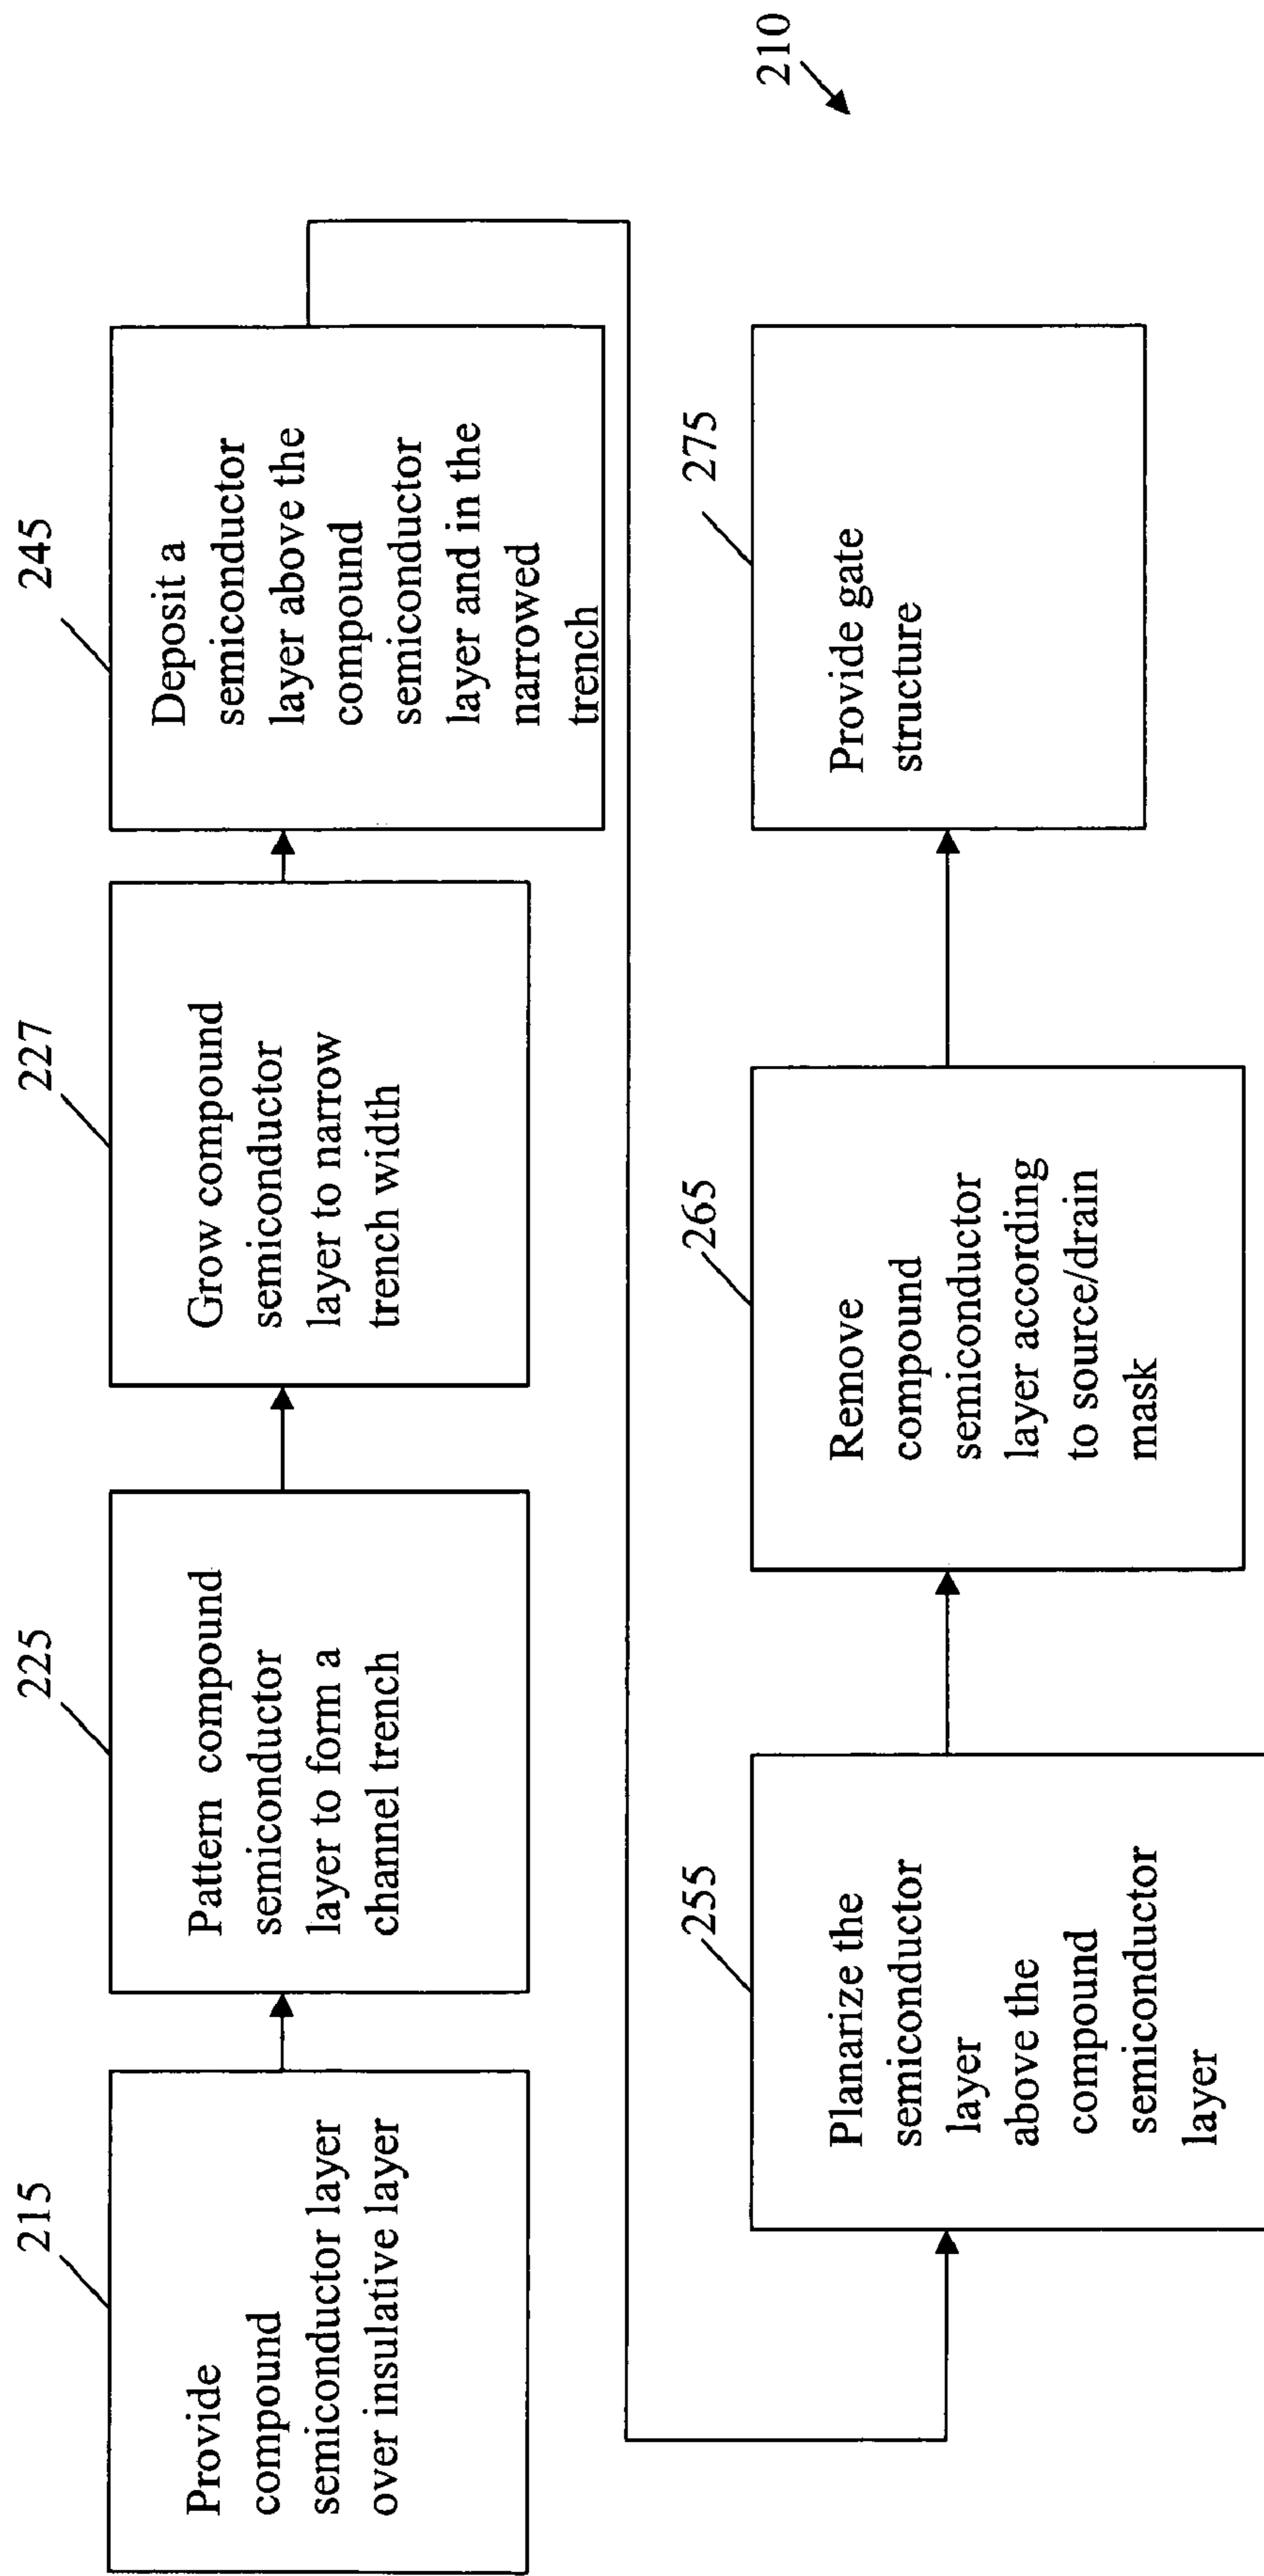 215
Provide
compound
semiconductor layer
over insulative layer
225
Pattern compound
semiconductor
layer to form a
channel trench
227
Grow compound
semiconductor
layer to narrow
trench width
245
Deposit a
semiconductor
layer above the
compound
semiconductor
layer and in the
narrowed
trench
255
Planarize the
semiconductor
layer
above the
compound
semiconductor
layer
265
Remove
compound
semiconductor
layer according
to source/drain
mask
275
Provide gate
structure
210